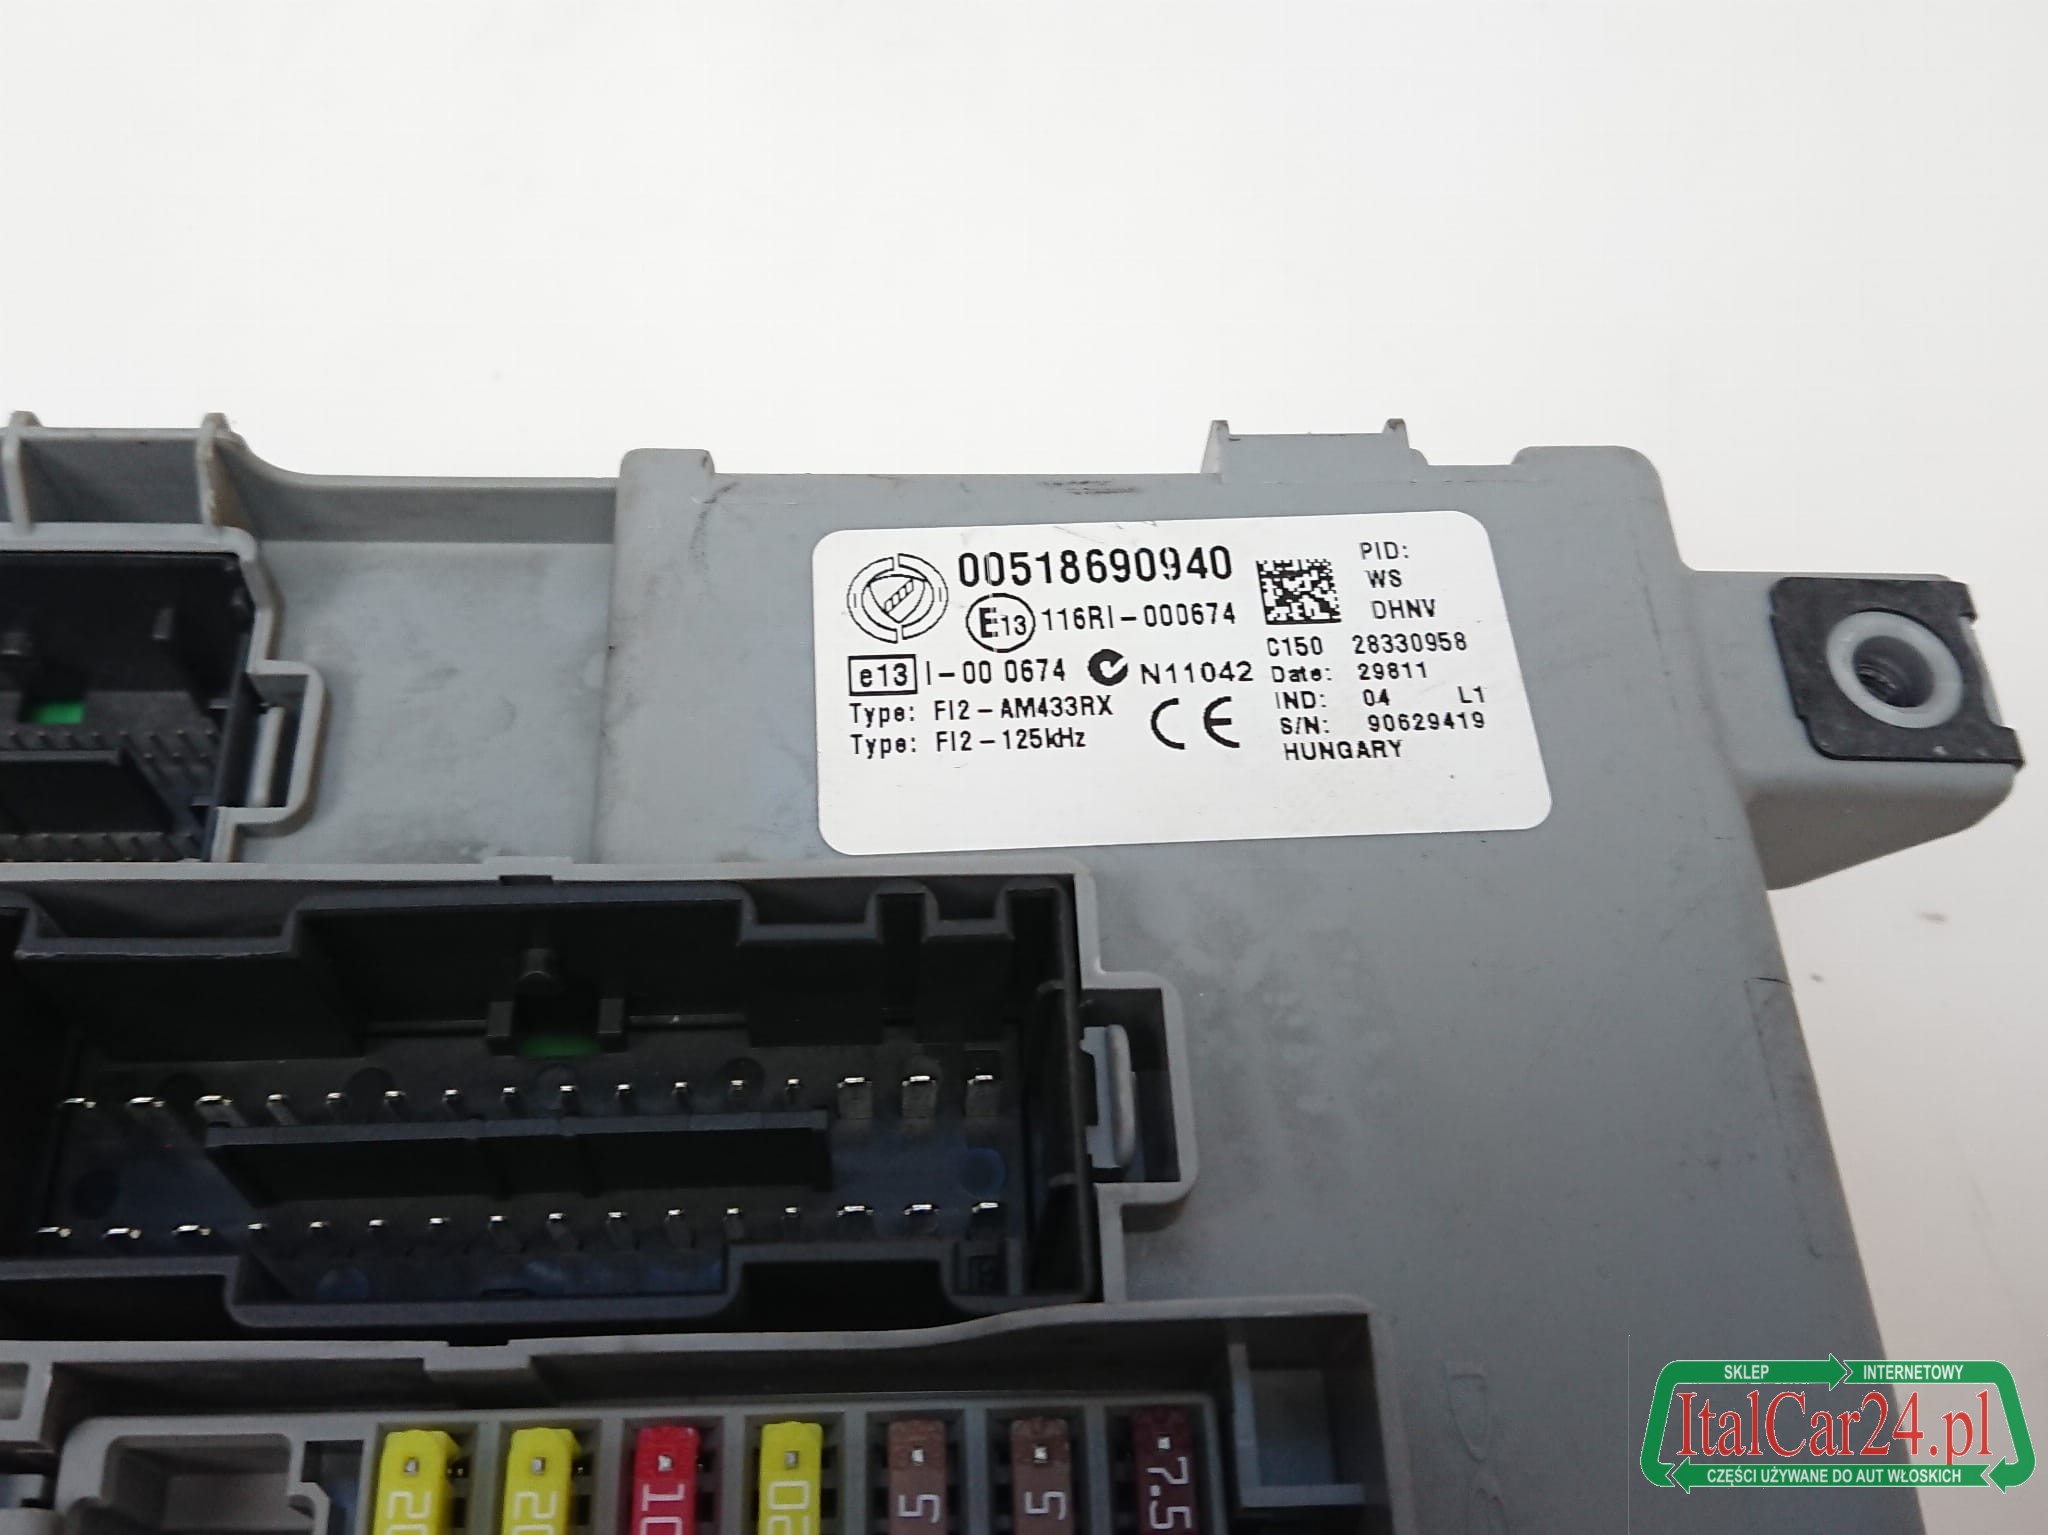 00518690940
E13 116RI-000674
e13 I-00 0674 N11042
Type: FI2-AM433RX
Type: FI2-125kHz
CE
PID:
WS
DHNV
C150 28330958
Date: 29811
IND: 04 L1
S/N: 90629419
HUNGARY
20
20
10
20
5
5
7.5
SKLEP INTERNETOWY
ItalCar24.pl
CZĘŚCI UŻYWANE DO AUT WŁOSKICH